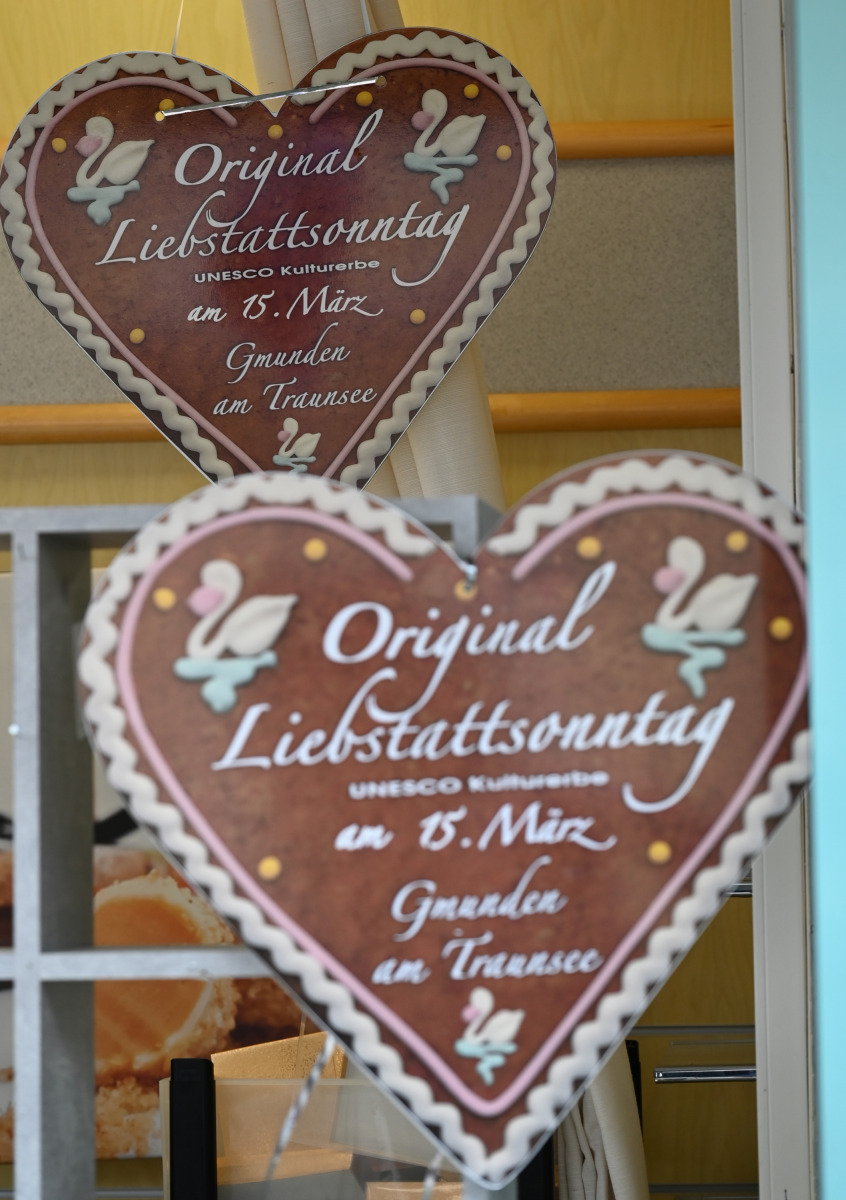 Original
Liebstattsonntag
UNESCO Kulturerbe
am 15. März
Gmunden
am Traunsee
Original
Liebstattsonntag
UNESCO Kulturerbe
am 15. März
Gmunden
am Traunsee